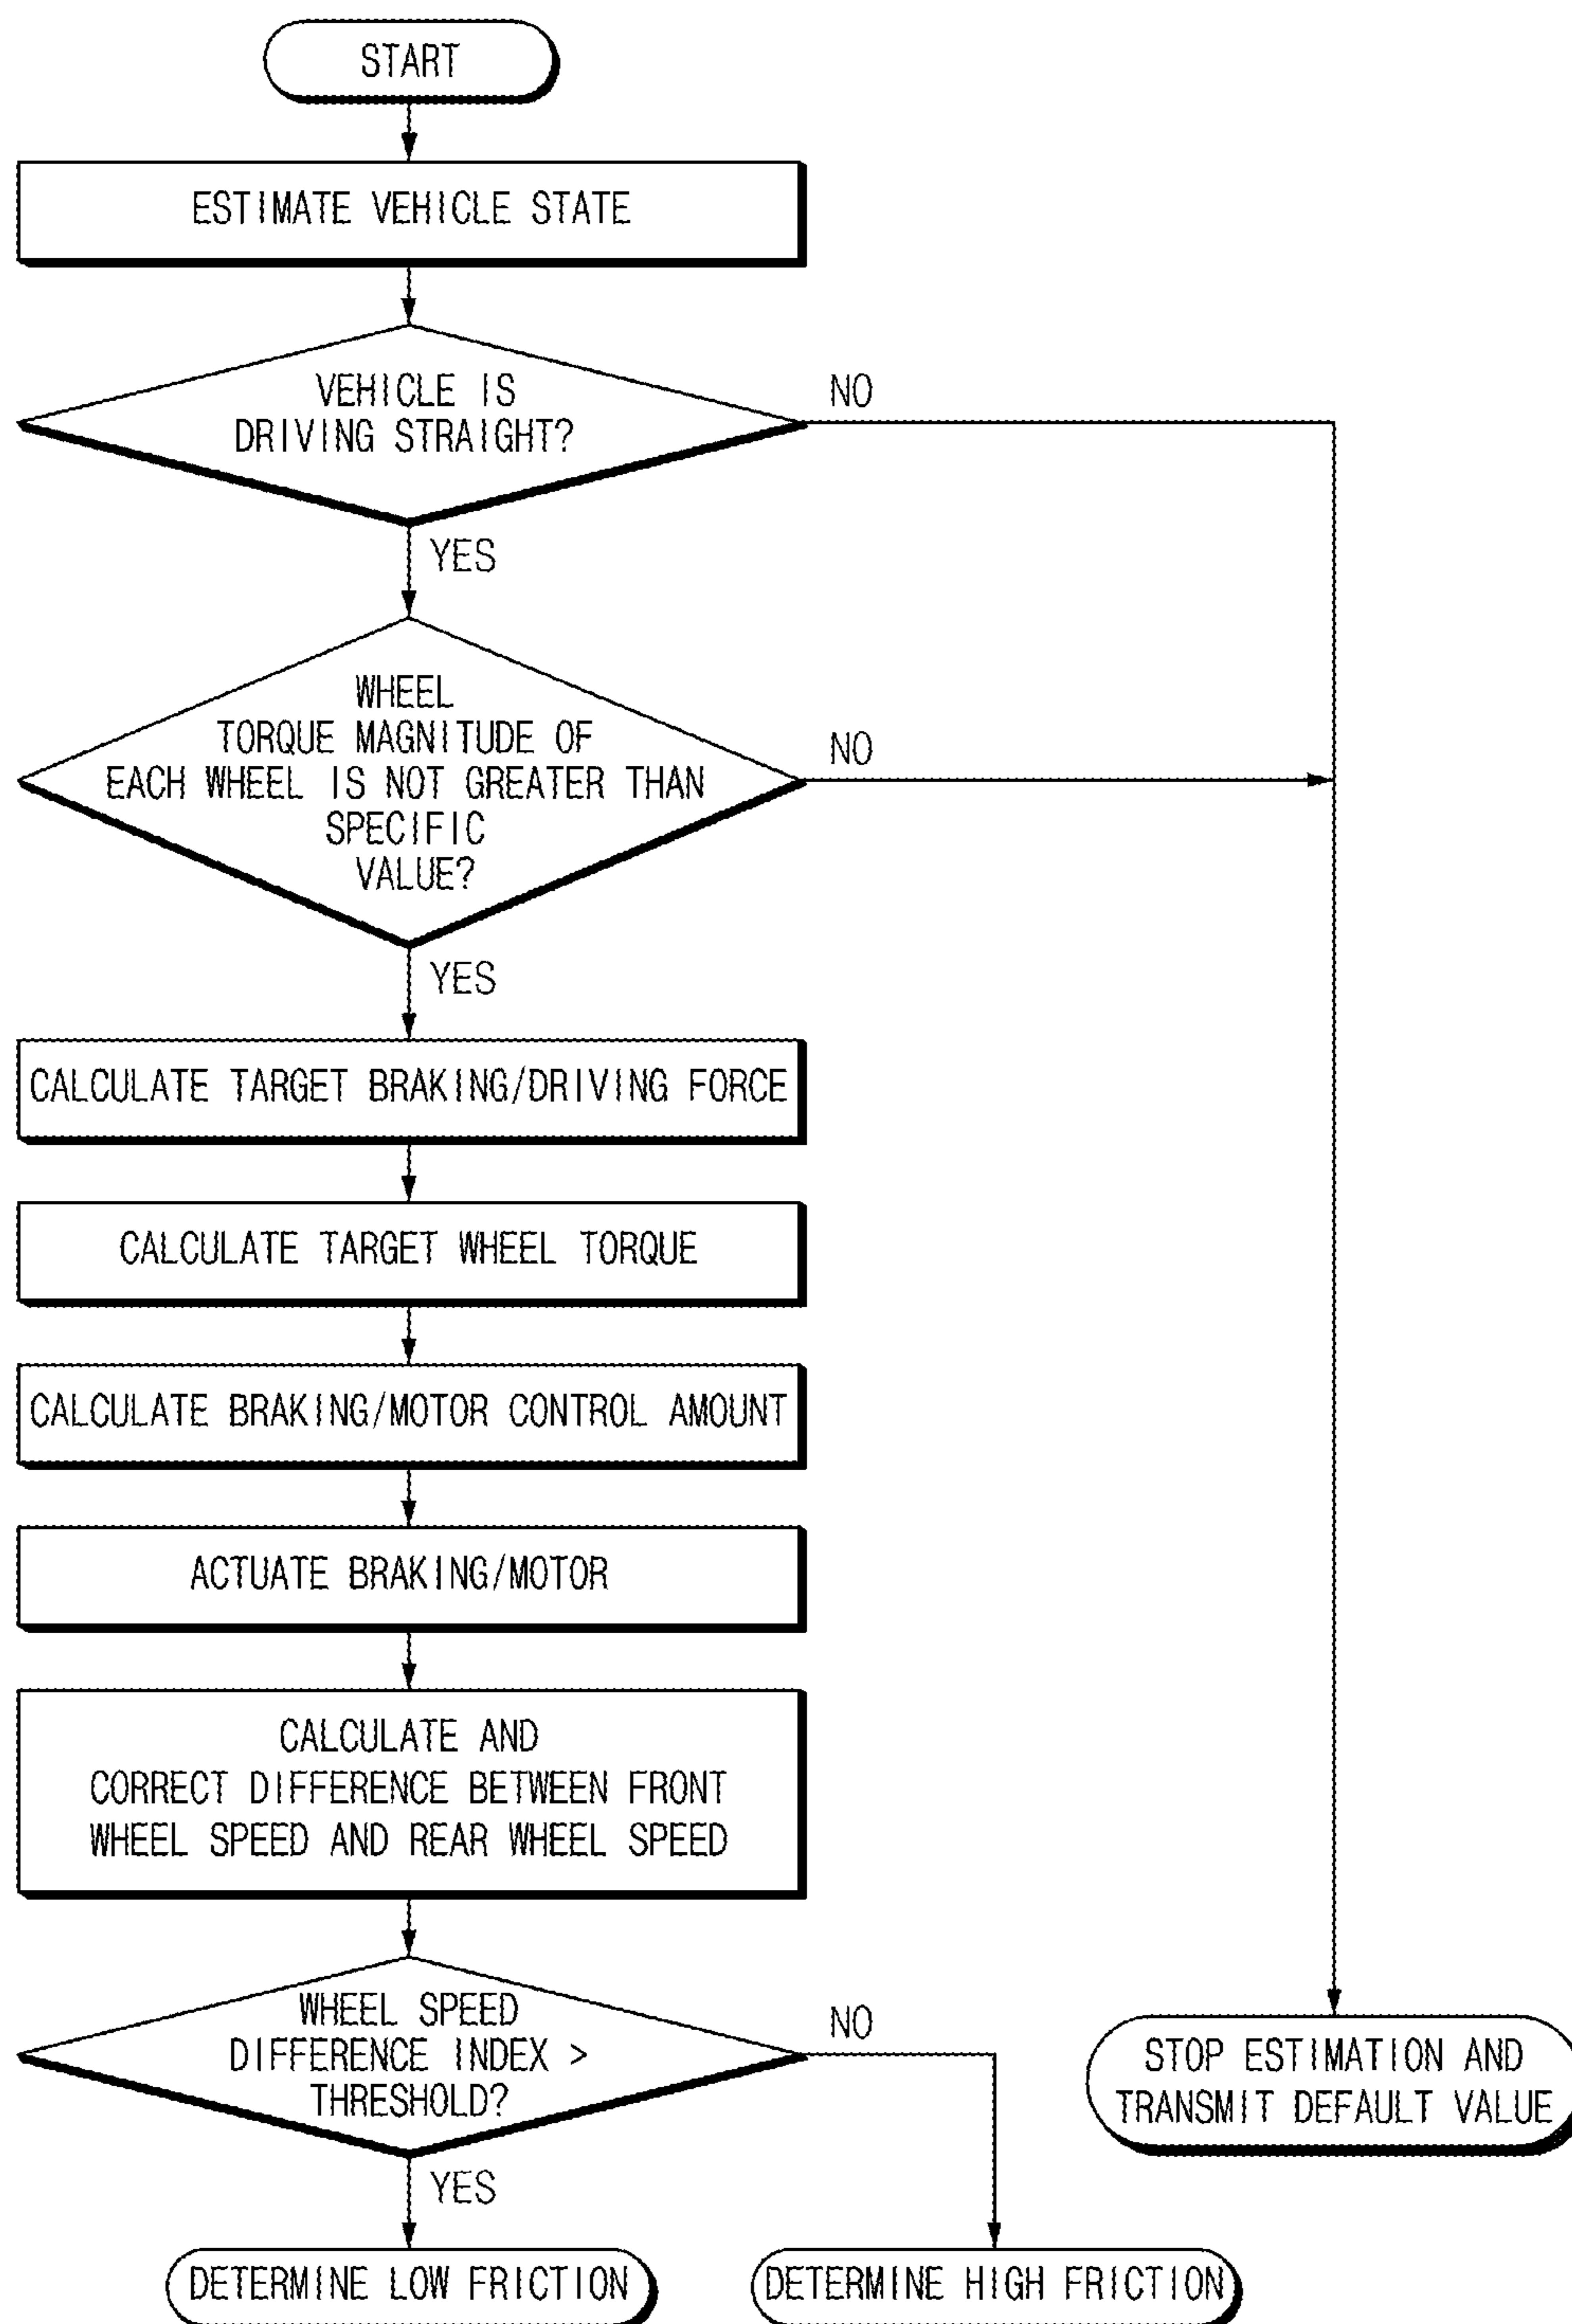 START
ESTIMATE VEHICLE STATE
VEHICLE IS
DRIVING STRAIGHT?
NO
YES
WHEEL
TORQUE MAGNITUDE OF
EACH WHEEL IS NOT GREATER THAN
SPECIFIC
VALUE?
NO
YES
CALCULATE TARGET BRAKING/DRIVING FORCE
CALCULATE TARGET WHEEL TORQUE
CALCULATE BRAKING/MOTOR CONTROL AMOUNT
ACTUATE BRAKING/MOTOR
CALCULATE AND
CORRECT DIFFERENCE BETWEEN FRONT
WHEEL SPEED AND REAR WHEEL SPEED
WHEEL SPEED
DIFFERENCE INDEX >
THRESHOLD?
NO
YES
STOP ESTIMATION AND
TRANSMIT DEFAULT VALUE
DETERMINE LOW FRICTION
DETERMINE HIGH FRICTION